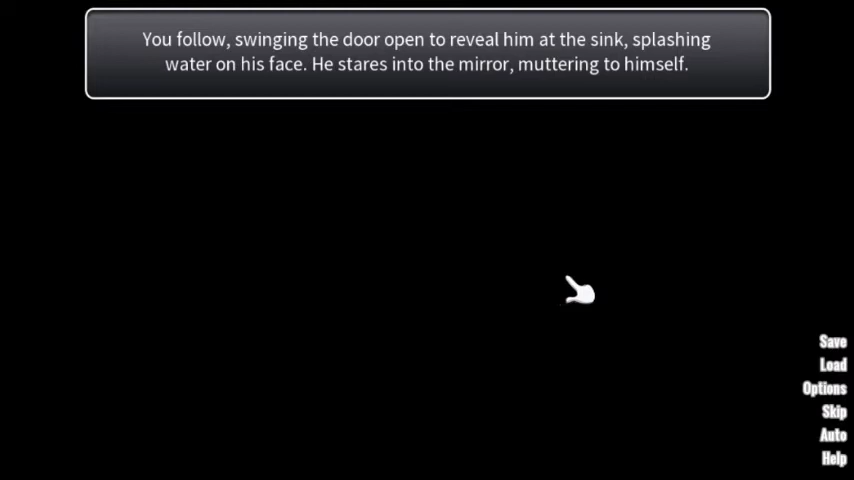 You follow, swinging the door open to reveal him at the sink, splashing
water on his face. He stares into the mirror, muttering to himself.
Save
Load
Options
Skip
Auto
Help